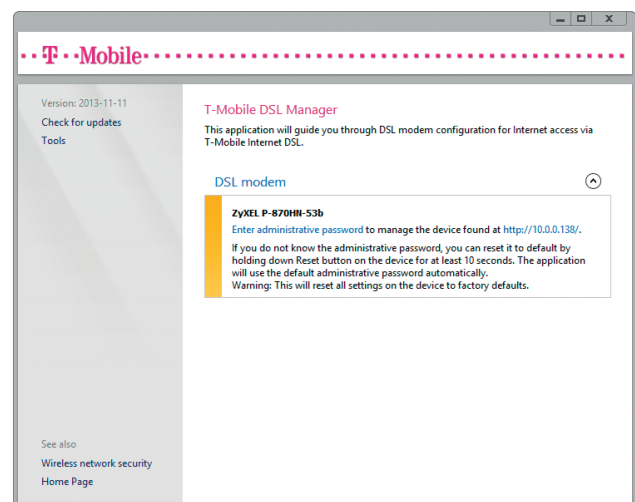 T Mobile
Version: 2013-11-11
Check for updates
Tools
T-Mobile DSL Manager
This application will guide you through DSL modem configuration for Internet access via
T-Mobile Internet DSL.
DSL modem
ZyXEL P-870HN-53b
Enter administrative password to manage the device found at http://10.0.0.138/.
If you do not know the administrative password, you can reset it to default by
holding down Reset button on the device for at least 10 seconds. The application
will use the default administrative password automatically.
Warning: This will reset all settings on the device to factory defaults.
See also
Wireless network security
Home Page